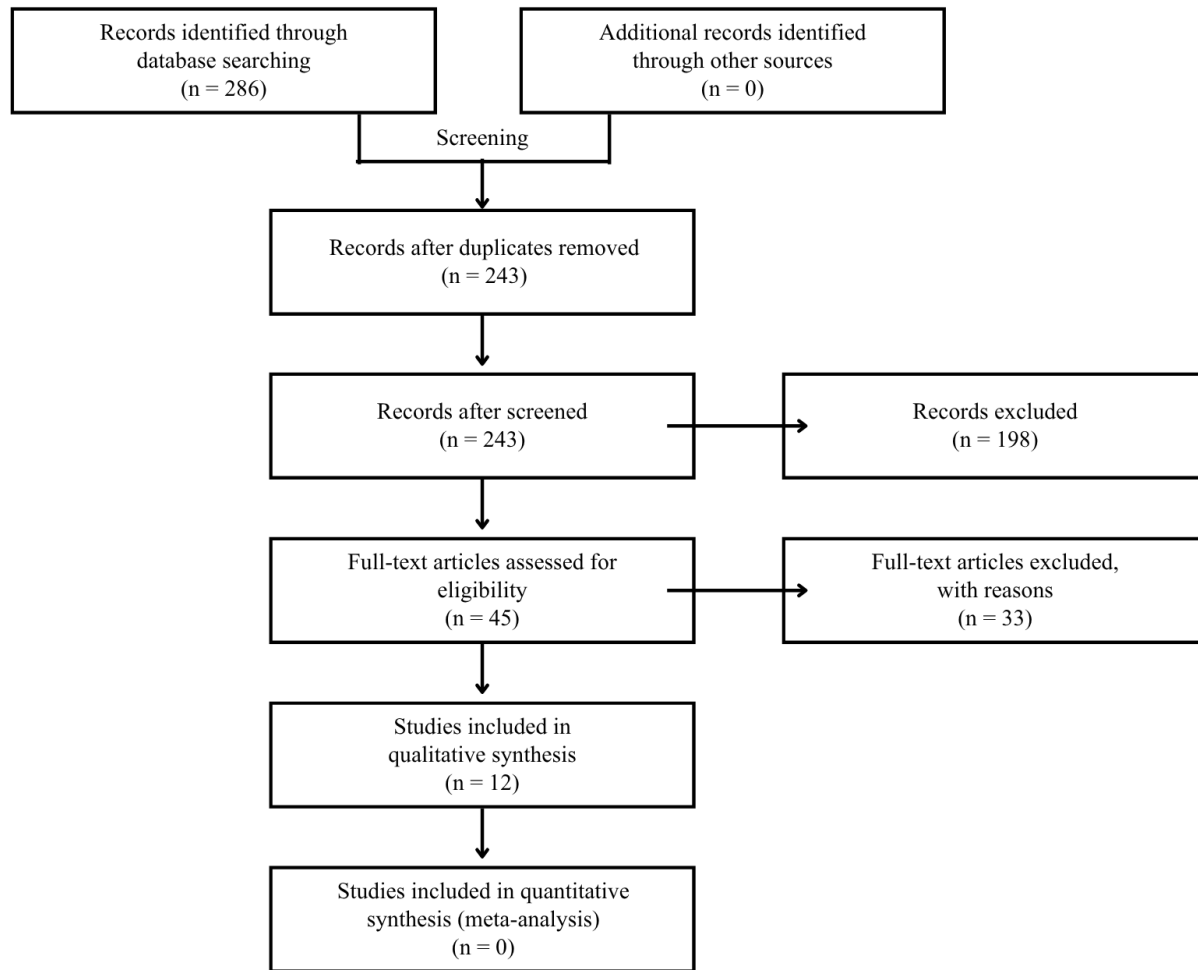 Records identified through
database searching
(n = 286)
Additional records identified
through other sources
(n = 0)
Screening
Records after duplicates removed
(n = 243)
Records after screened
(n = 243)
Records excluded
(n = 198)
Full-text articles assessed for
eligibility
(n = 45)
Full-text articles excluded,
with reasons
(n = 33)
Studies included in
qualitative synthesis
(n = 12)
Studies included in quantitative
synthesis (meta-analysis)
(n = 0)